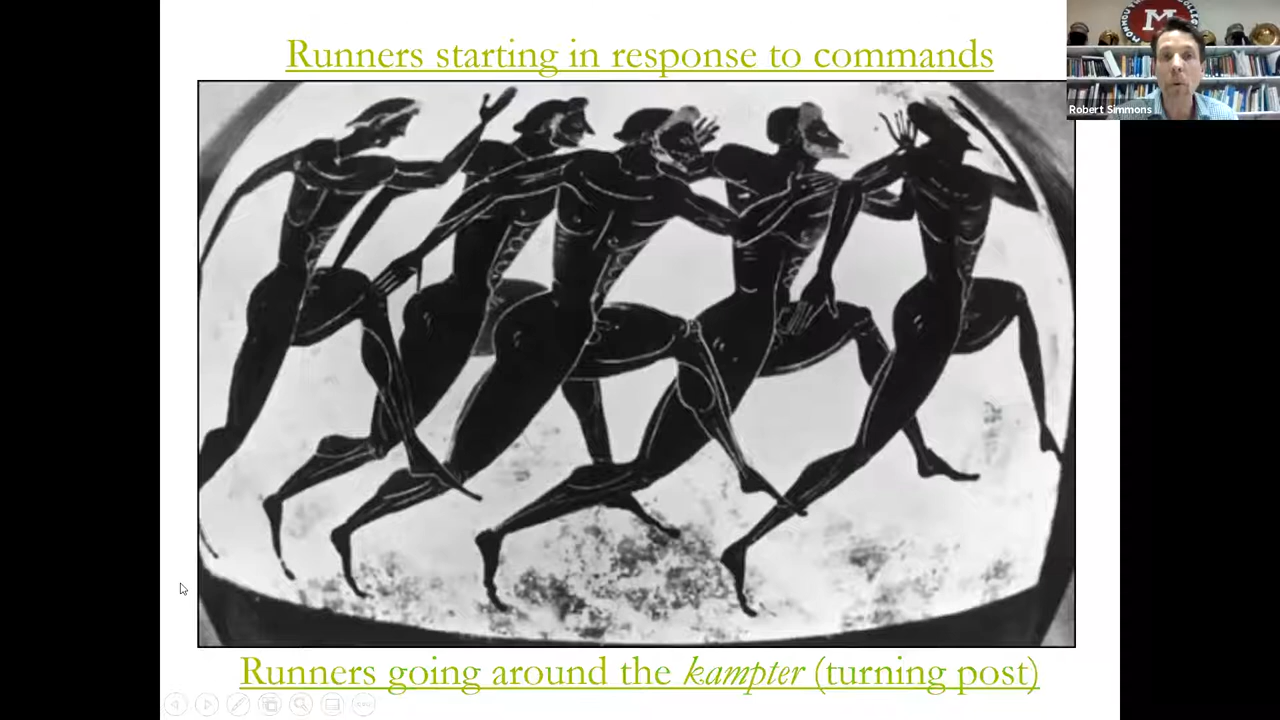 Runners starting in response to commands
M
Robert Simmons
Runners going around the kampter (turning post)